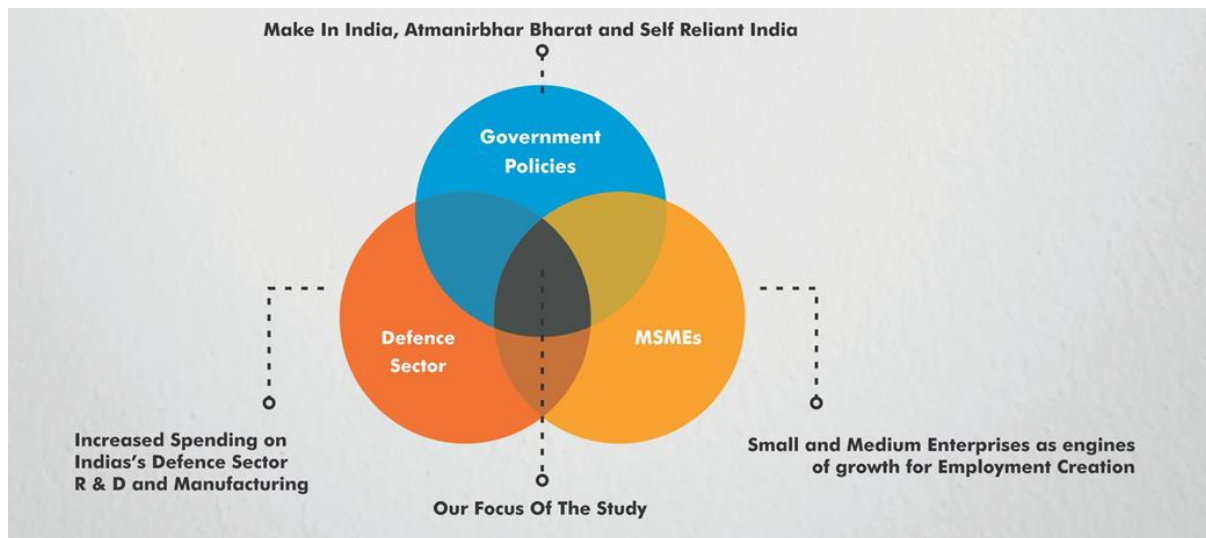 Make In India, Atmanirbhar Bharat and Self Reliant India
Government
Policies
Defence
Sector
MSMEs
Increased Spending on
Indias's Defence Sector
R & D and Manufacturing
Small and Medium Enterprises as engines
of growth for Employment Creation
Our Focus Of The Study